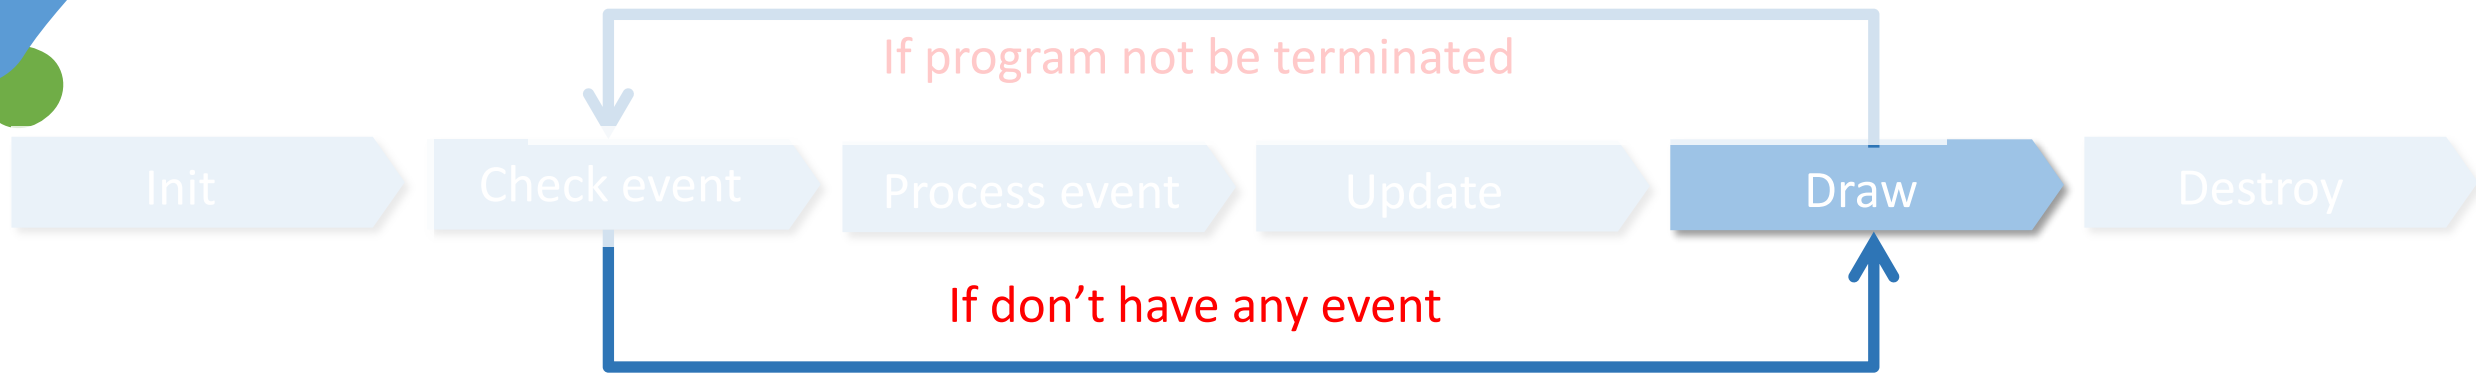 If program not be terminated
Init
Check event
Process event
Update
Draw
Destroy
If don’t have any event